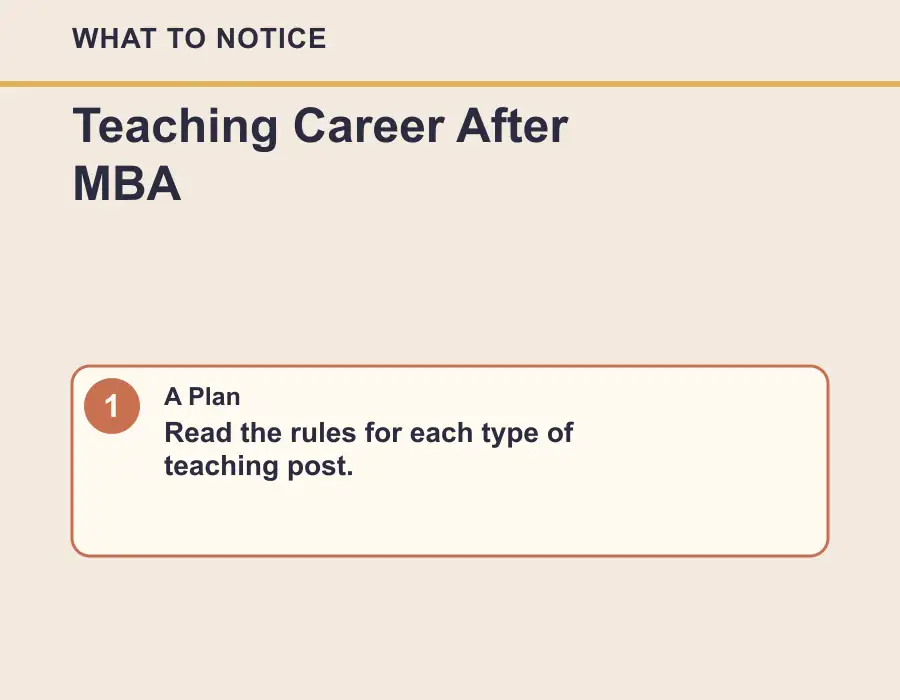 WHAT TO NOTICE
Teaching Career After
MBA
1
A Plan
Read the rules for each type of
teaching post.